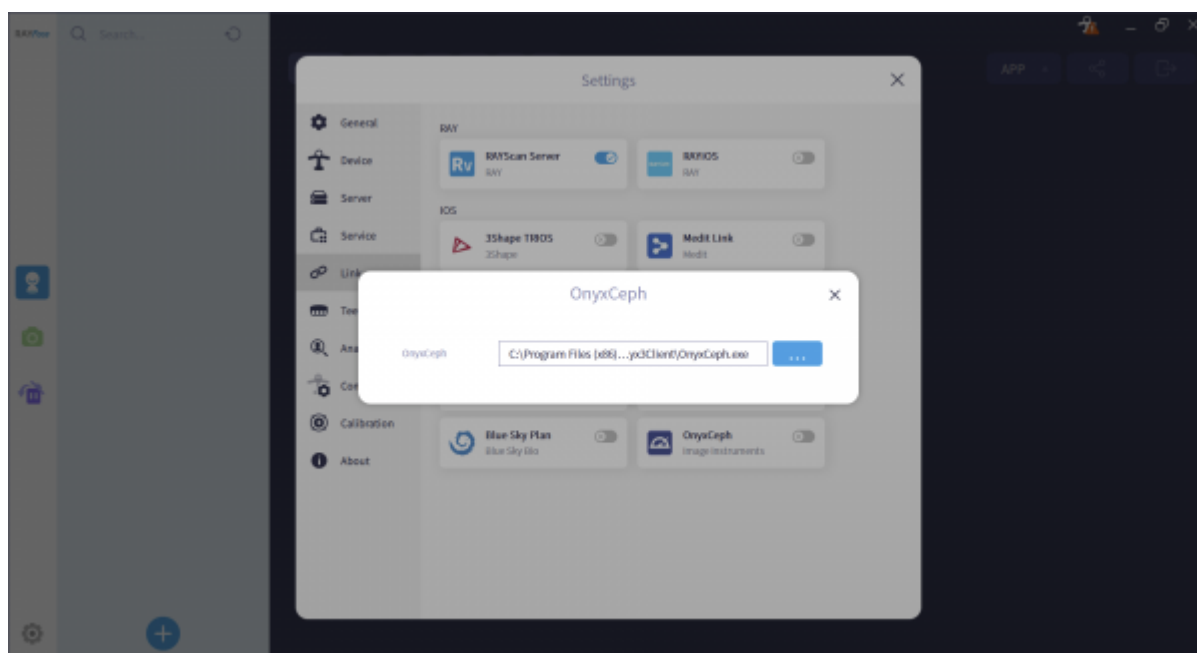 Search...
APP
Settings
General
Device
Server
Service
Link
Calibration
About
RAY
RAYScan Server
RAY
RAYiOS
RAY
IOS
3Shape TRIOS
3Shape
Medit Link
Medit
OnyxCeph
OnyxCeph
C:\Program Files (x86)...yx3Client\OnyxCeph.exe
...
Blue Sky Plan
Blue Sky Bio
OnyxCeph
Image Instruments